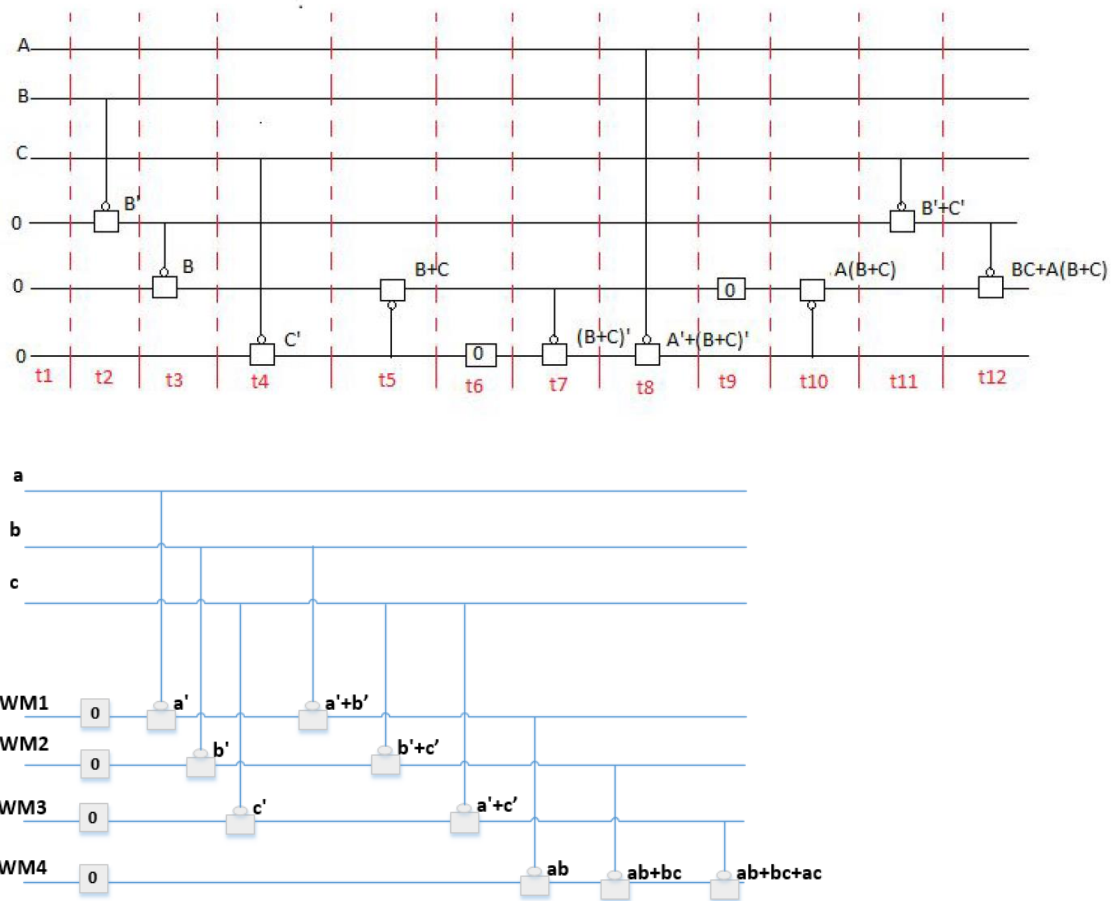 A
B
C
B'
B'+C'
0
B
B+C
A(B+C)
BC+A(B+C)
0
0
C'
(B+C)'
A'+(B+C)'
0
0
t1 t2 t3 t4 t5 t6 t7 t8 t9 t10 t11 t12
a
b
c
WM1 0 a' a'+b’
WM2 0 b' b'+c’
WM3 0 c' a'+c’
WM4 0 ab ab+bc ab+bc+ac